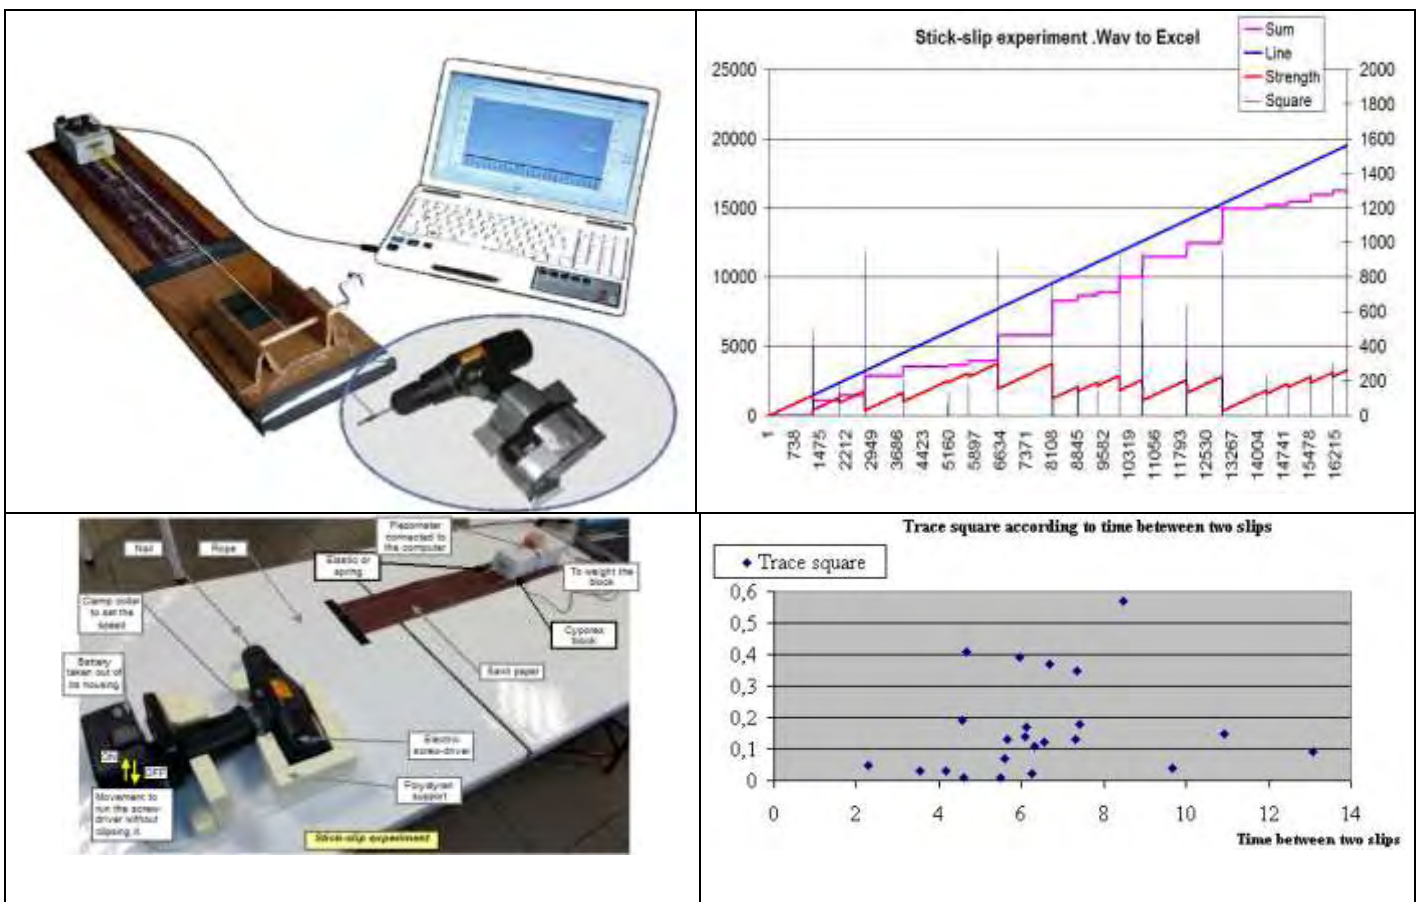 Stick-slip experiment .Wav to Excel
Sum
Line
Strength
Square
25000
20000
15000
10000
5000
0
2000
1800
1600
1400
1200
1000
800
600
400
200
0
1
738
1475
2212
2949
3686
4423
5160
5897
6634
7371
8108
8845
9582
10319
11056
11793
12530
13267
14004
14741
15478
16215
Nail
Rope
Piezometer
connected to
the computer
Elastic or
spring
To weight the
block
Clamp collar
to set the
speed
Cyporex
block
Battery
taken out of
its housing
Sand paper
Electric
screw-driver
ON
OFF
Polystyren
support
Movement to
run the screw-
driver without
clipsing it.
Stick-slip experiment
Trace square according to time beteween two slips
Trace square
0,6
0,5
0,4
0,3
0,2
0,1
0
0
2
4
6
8
10
12
14
Time between two slips